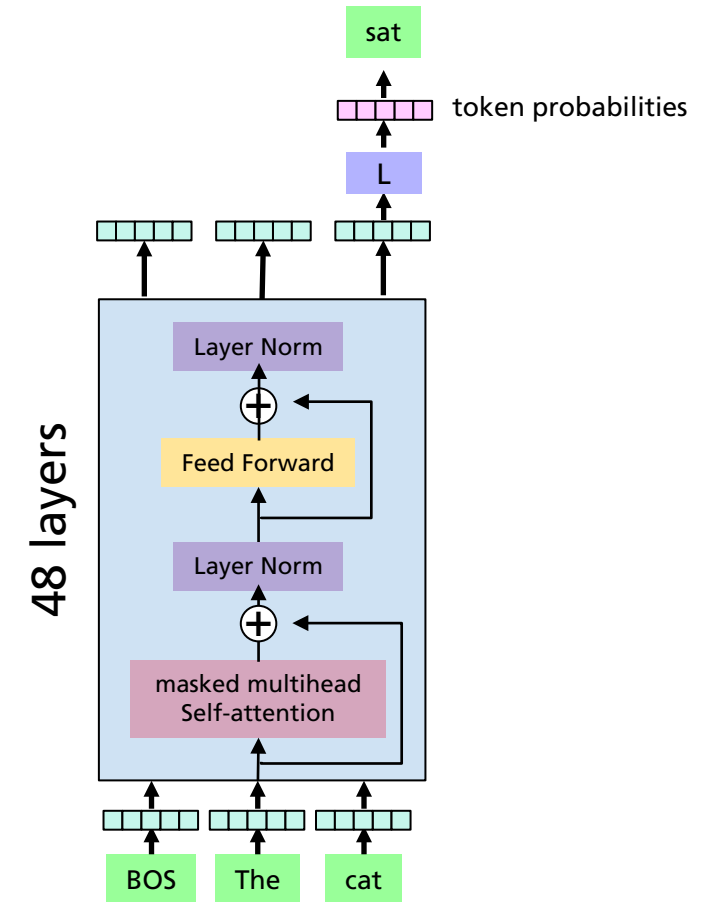 sat
token probabilities
L
Layer Norm
Feed Forward
48 layers
Layer Norm
masked multihead
Self-attention
BOS
The
cat